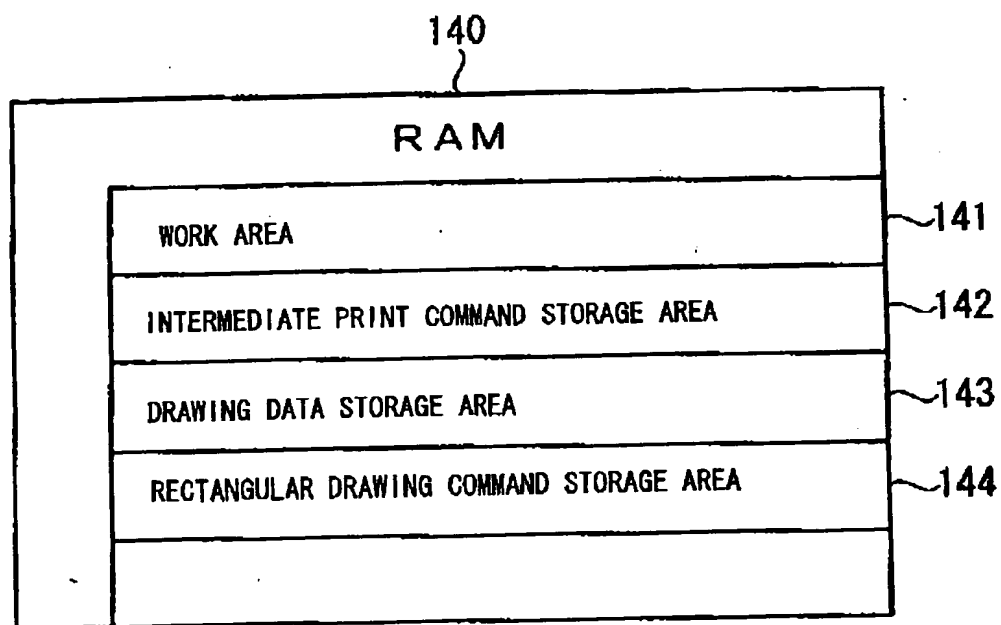 140
RAM
WORK AREA
141
INTERMEDIATE PRINT COMMAND STORAGE AREA
142
DRAWING DATA STORAGE AREA
143
RECTANGULAR DRAWING COMMAND STORAGE AREA
144